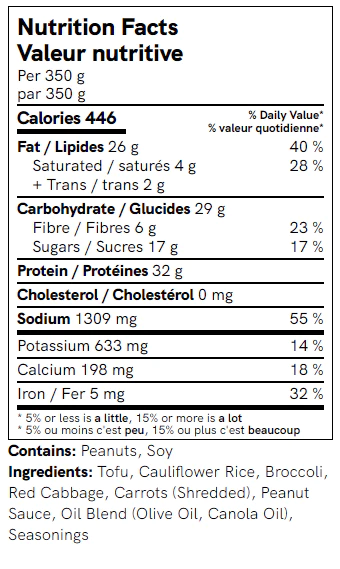 Nutrition Facts
Valeur nutritive
Per 350 g
par 350 g
Calories 446
% Daily Value*
% valeur quotidienne*
Fat / Lipides 26 g 40 %
Saturated / saturés 4 g 28 %
+ Trans / trans 2 g
Carbohydrate / Glucides 29 g
Fibre / Fibres 6 g 23 %
Sugars / Sucres 17 g 17 %
Protein / Protéines 32 g
Cholesterol / Cholestérol 0 mg
Sodium 1309 mg 55 %
Potassium 633 mg 14 %
Calcium 198 mg 18 %
Iron / Fer 5 mg 32 %
* 5% or less is a little, 15% or more is a lot
* 5% ou moins c'est peu, 15% ou plus c'est beaucoup
Contains: Peanuts, Soy
Ingredients: Tofu, Cauliflower Rice, Broccoli,
Red Cabbage, Carrots (Shredded), Peanut
Sauce, Oil Blend (Olive Oil, Canola Oil),
Seasonings